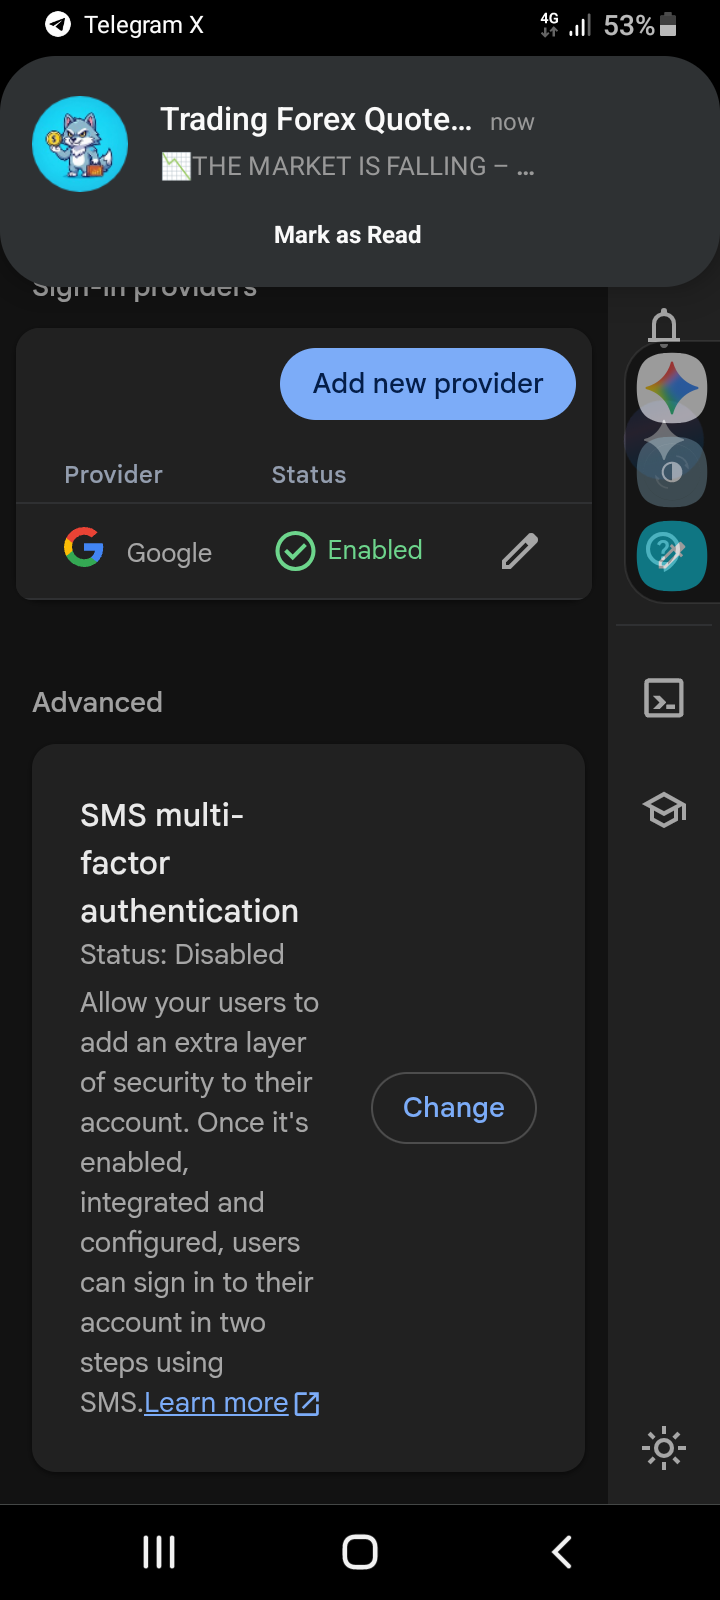 Telegram X
4G 53%
Trading Forex Quote... now
THE MARKET IS FALLING – ...
Mark as Read
Sign-in providers
Add new provider
Provider Status
Google Enabled
Advanced
SMS multi-
factor
authentication
Status: Disabled
Allow your users to
add an extra layer
of security to their
account. Once it's
enabled,
integrated and
configured, users
can sign in to their
account in two
steps using
SMS.Learn more
Change